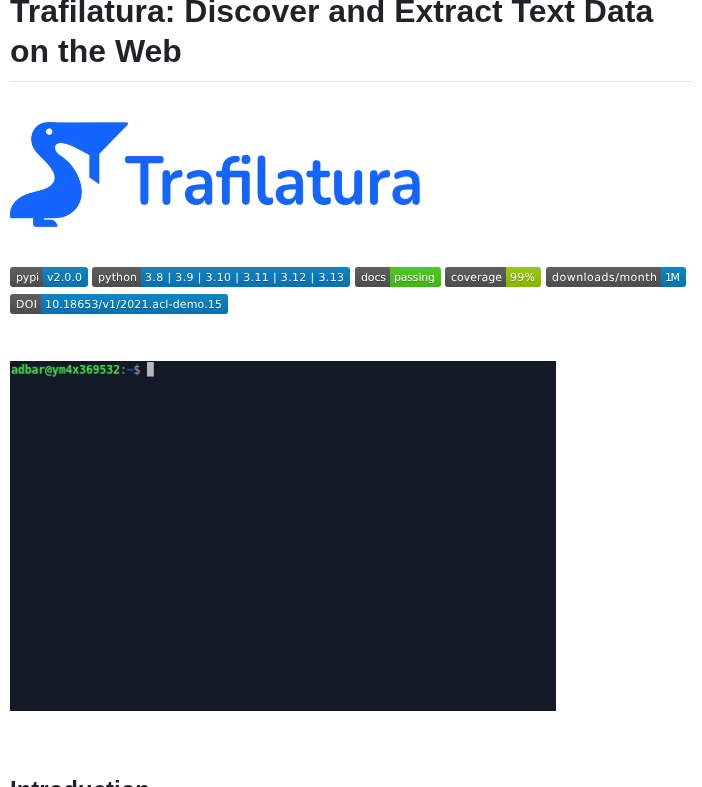 Trafilatura: Discover and Extract Text Data
on the Web
Trafilatura
pypi v2.0.0 python 3.8 | 3.9 | 3.10 | 3.11 | 3.12 | 3.13 docs passing coverage 99% downloads/month 1M
DOI 10.18653/v1/2021.acl-demo.15
adbar@ym4x369532:~$
Introduction